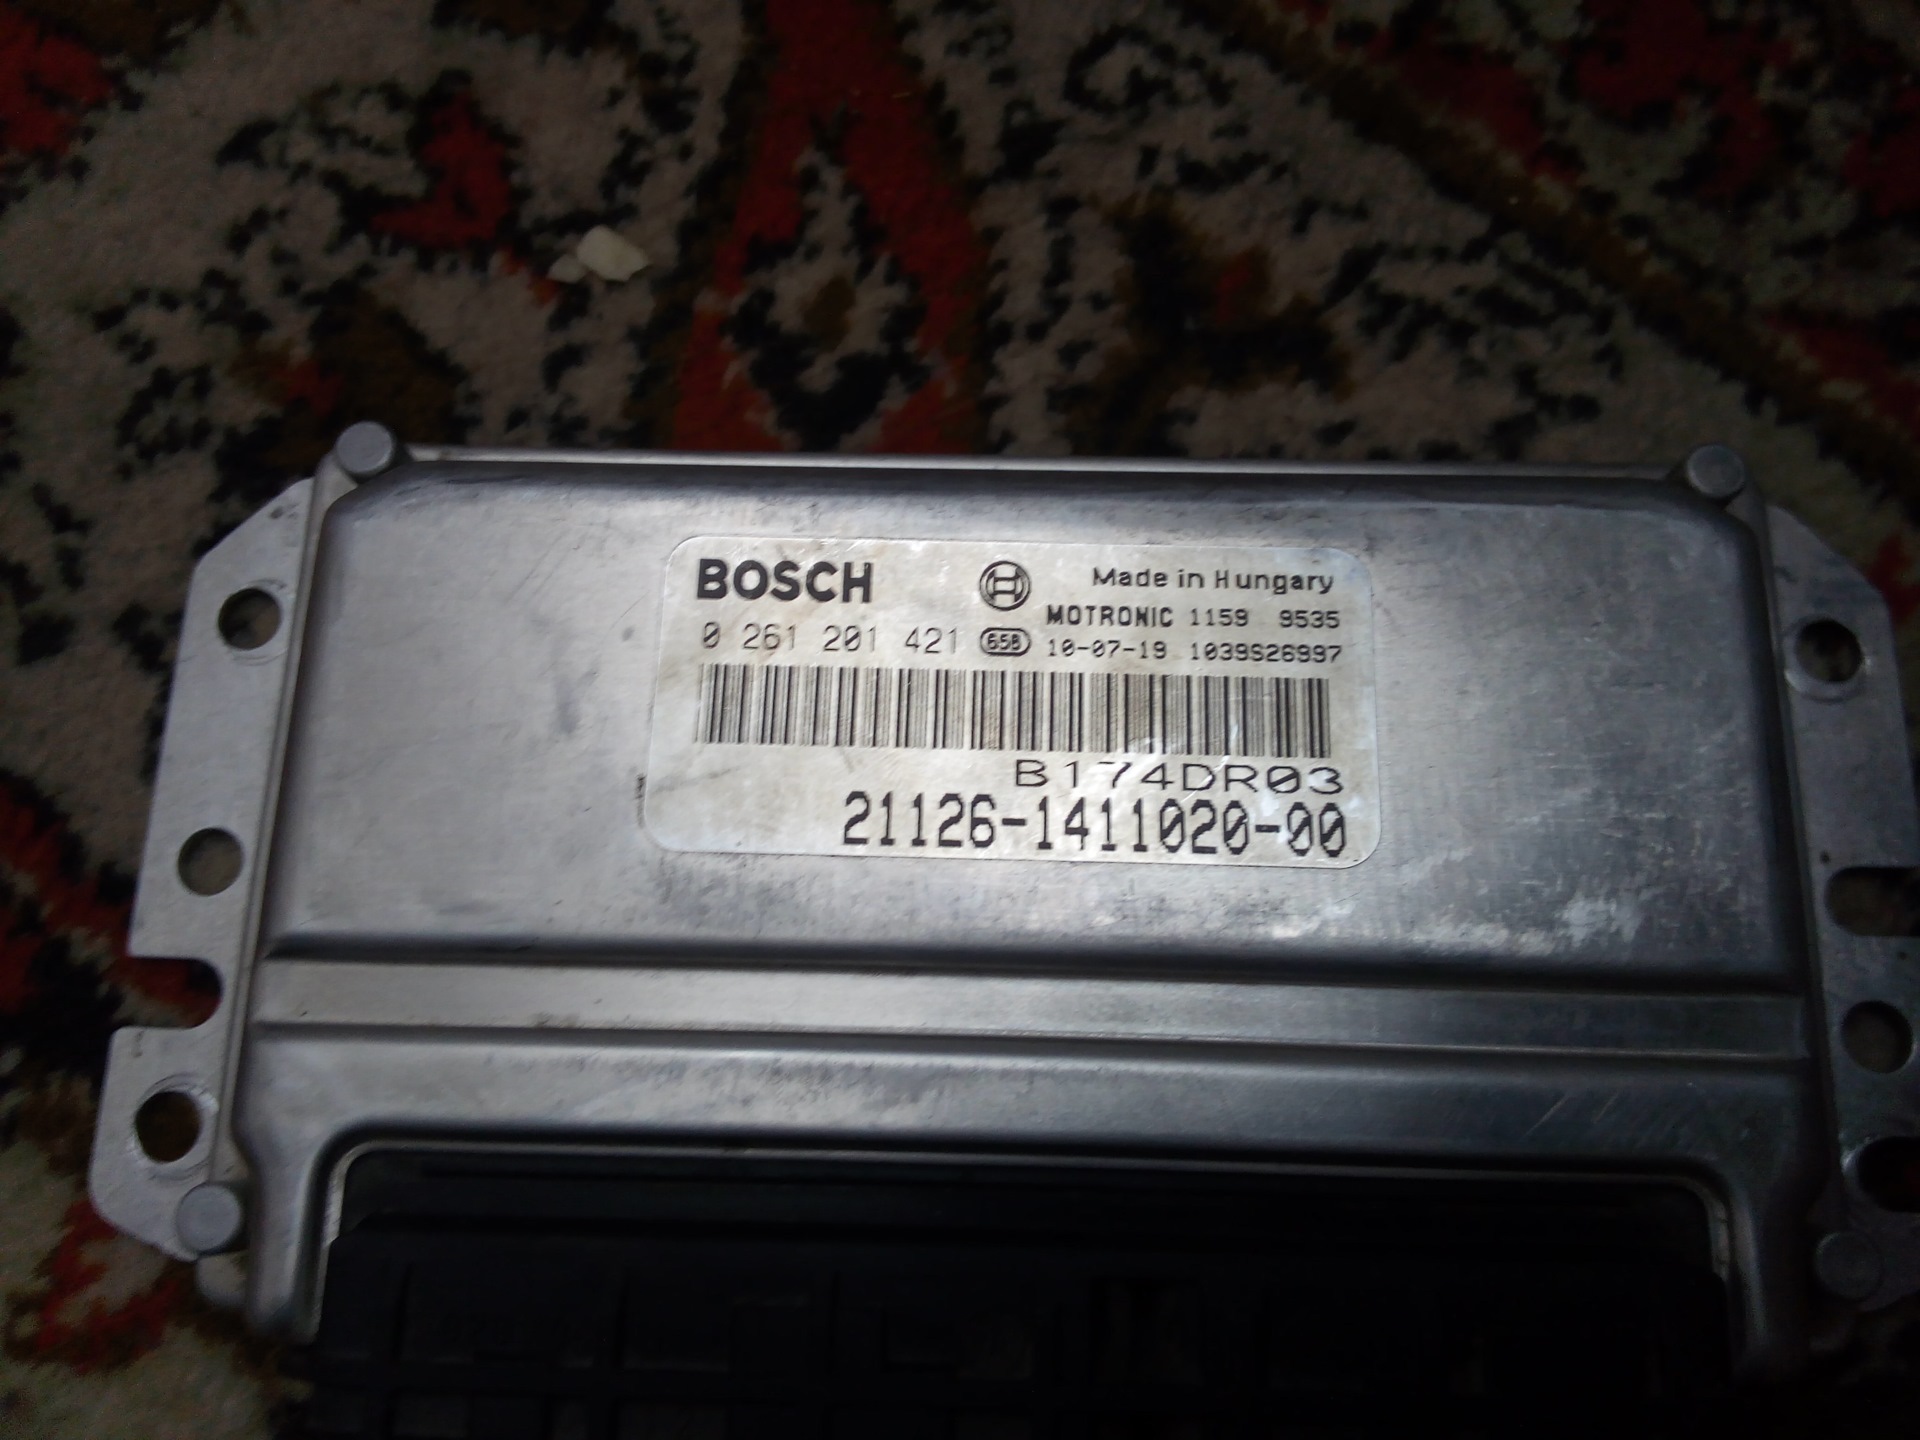 BOSCH Made in Hungary
MOTRONIC 1159 9535
0 261 201 421 65B 10-07-19 1039S26997
B174DR03
21126-1411020-00